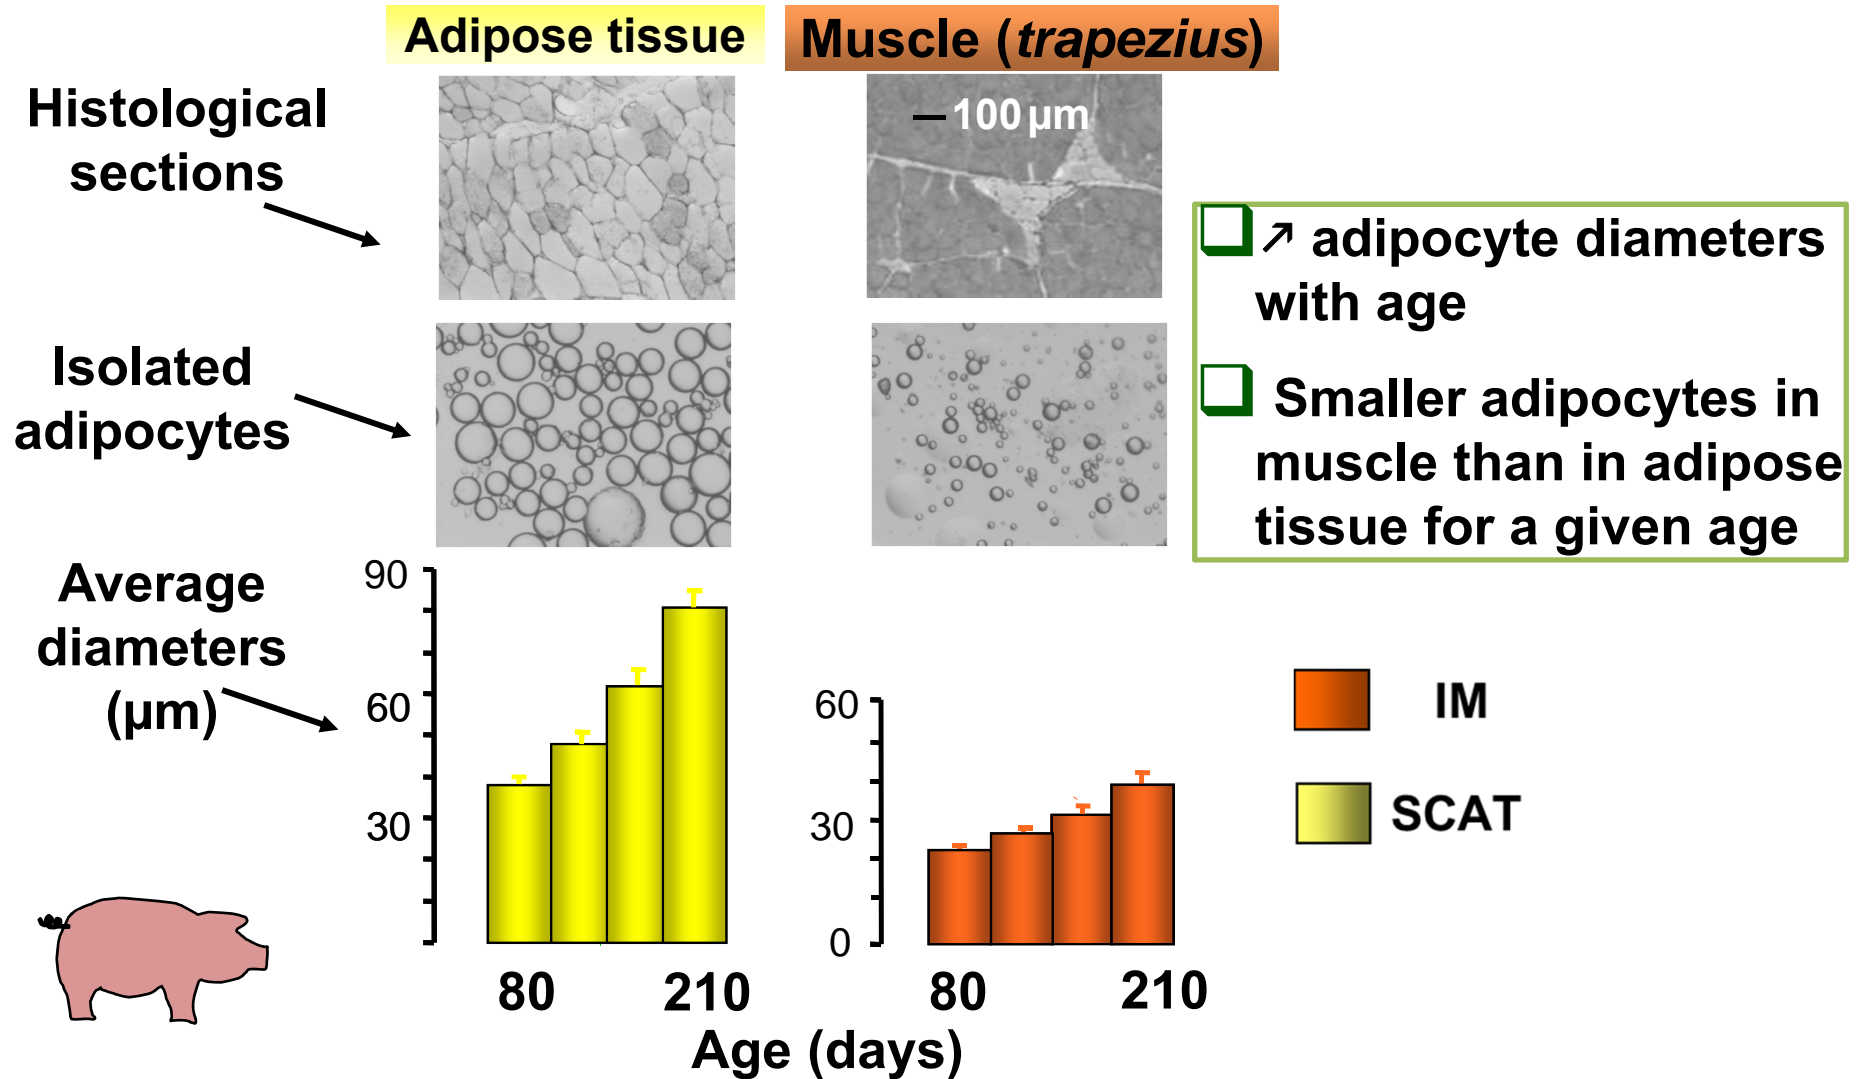 Adipose tissue
Muscle (trapezius)
Histological
sections
100 µm
↗ adipocyte diameters
with age
Smaller adipocytes in
muscle than in adipose
tissue for a given age
Isolated
adipocytes
Average
diameters
(µm)
90
60
30
60
30
0
IM
SCAT
80
210
80
210
Age (days)